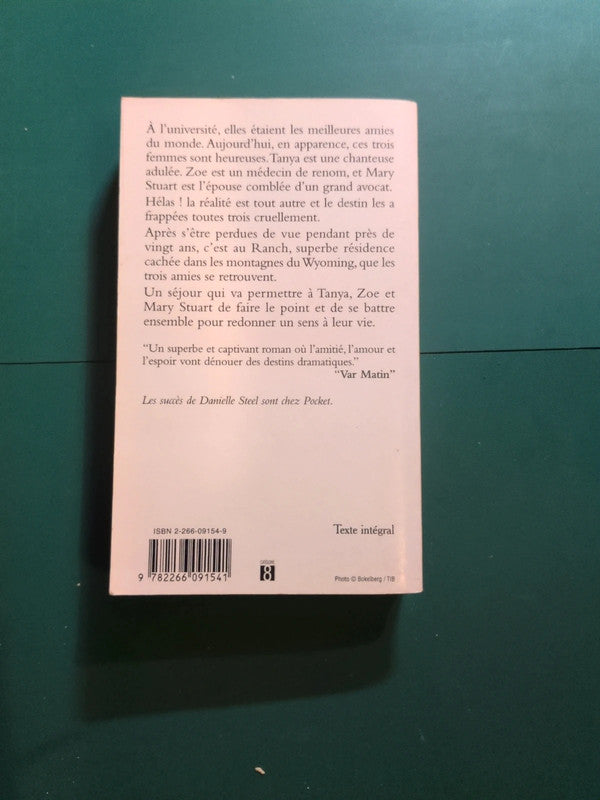 À l'université, elles étaient les meilleures amies
du monde. Aujourd'hui, en apparence, ces trois
femmes sont heureuses. Tanya est une chanteuse
adulée. Zoe est un médecin de renom, et Mary
Stuart est l'épouse comblée d'un grand avocat.
Hélas ! la réalité est tout autre et le destin les a
frappées toutes trois cruellement.
Après s'être perdues de vue pendant près de
vingt ans, c'est au Ranch, superbe résidence
cachée dans les montagnes du Wyoming, que les
trois amies se retrouvent.
Un séjour qui va permettre à Tanya, Zoe et
Mary Stuart de faire le point et de se battre
ensemble pour redonner un sens à leur vie.
“Un superbe et captivant roman où l'amitié, l'amour et
l'espoir vont dénouer des destins dramatiques.”
“Var Matin”
Les succès de Danielle Steel sont chez Pocket.
ISBN 2-266-09154-9
Texte intégral
9 782266 091541
CATÉGORIE
8
Photo © Bokelberg / TIB